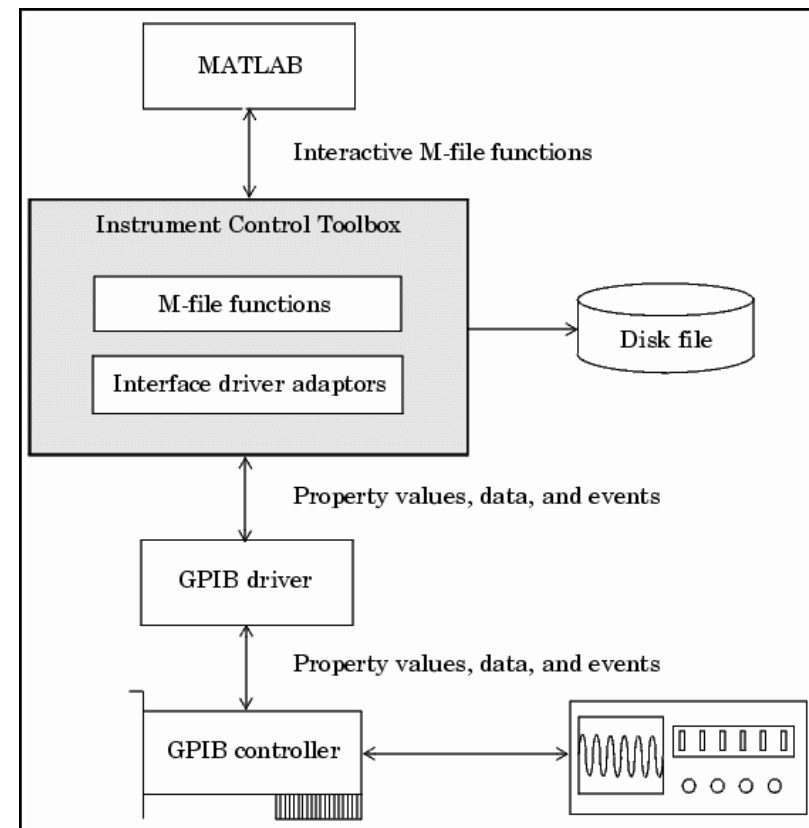 MATLAB
Interactive M-file functions
Instrument Control Toolbox
M-file functions
Interface driver adaptors
Disk file
Property values, data, and events
GPIB driver
Property values, data, and events
GPIB controller